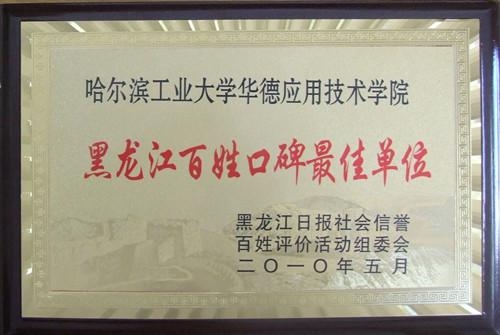 哈尔滨工业大学华德应用技术学院
黑龙江百姓口碑最佳单位
黑龙江日报社会信誉
百姓评价活动组委会
二〇一〇年五月